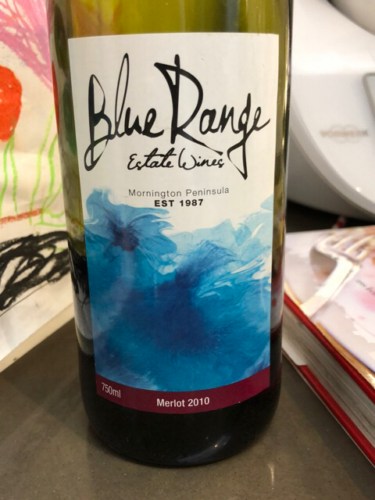 Blue Range
Estate Wines
Mornington Peninsula
EST 1987
750ml
Merlot 2010